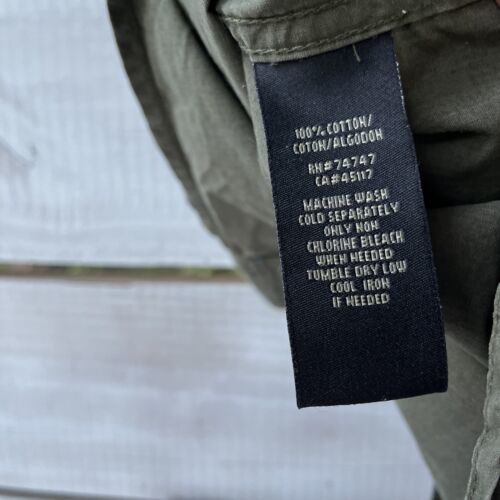 100% COTTON/
COTON/ALGODON
RN#74747
CA#45117
MACHINE WASH
COLD SEPARATELY
ONLY NON
CHLORINE BLEACH
WHEN NEEDED
TUMBLE DRY LOW
COOL IRON
IF NEEDED